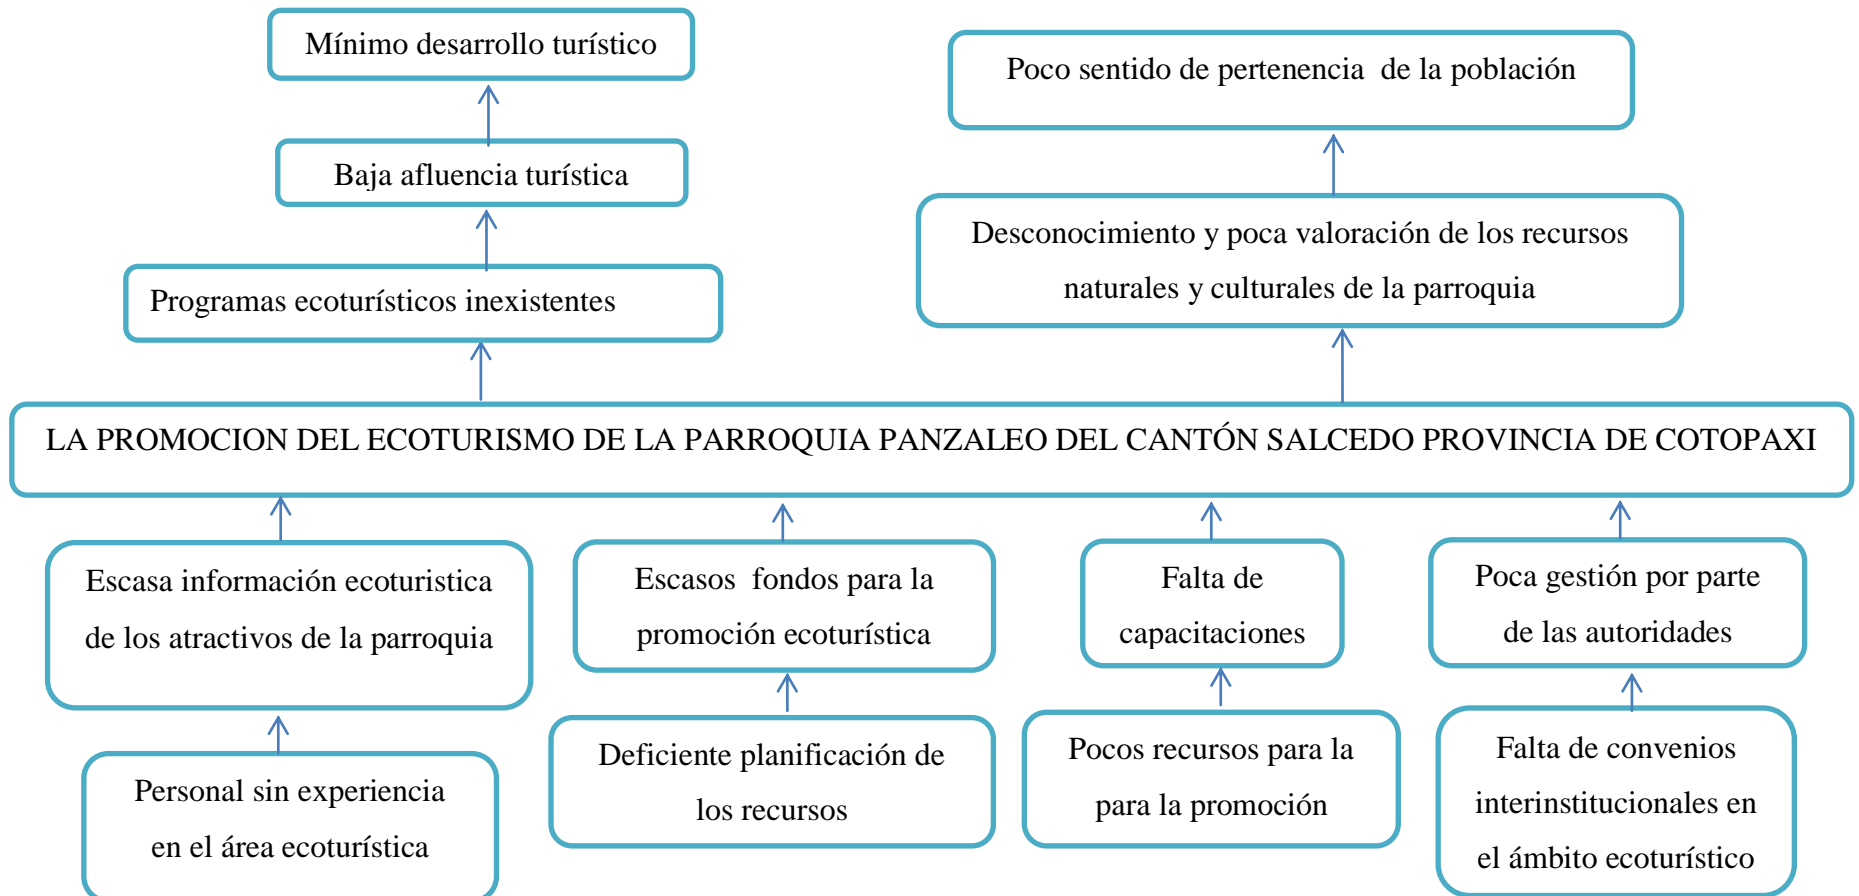 Mínimo desarrollo turístico
Poco sentido de pertenencia de la población
Baja afluencia turística
Desconocimiento y poca valoración de los recursos
naturales y culturales de la parroquia
Programas ecoturísticos inexistentes
LA PROMOCION DEL ECOTURISMO DE LA PARROQUIA PANZALEO DEL CANTÓN SALCEDO PROVINCIA DE COTOPAXI
Escasa información ecoturistica
de los atractivos de la parroquia
Escasos fondos para la
promoción ecoturística
Falta de
capacitaciones
Poca gestión por parte
de las autoridades
Personal sin experiencia
en el área ecoturística
Deficiente planificación de
los recursos
Pocos recursos para la
para la promoción
Falta de convenios
interinstitucionales en
el ámbito ecoturístico